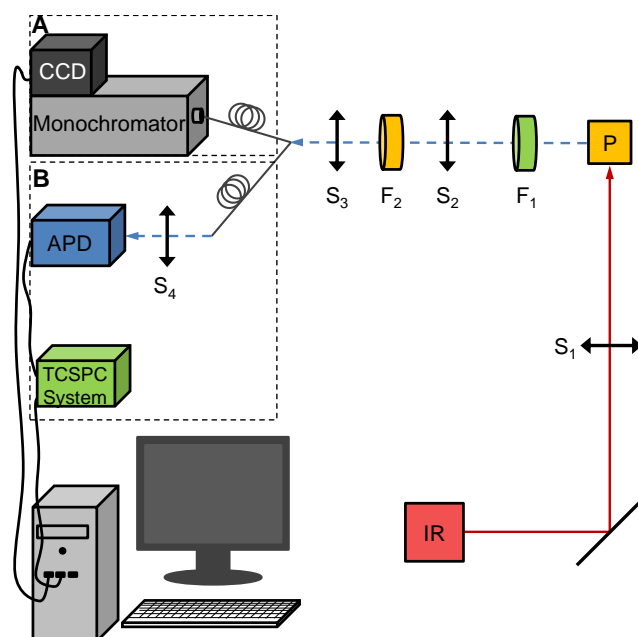 A
CCD
Monochromator
B
APD
S4
TCSPC
System
S3
F2
S2
F1
P
S1
IR